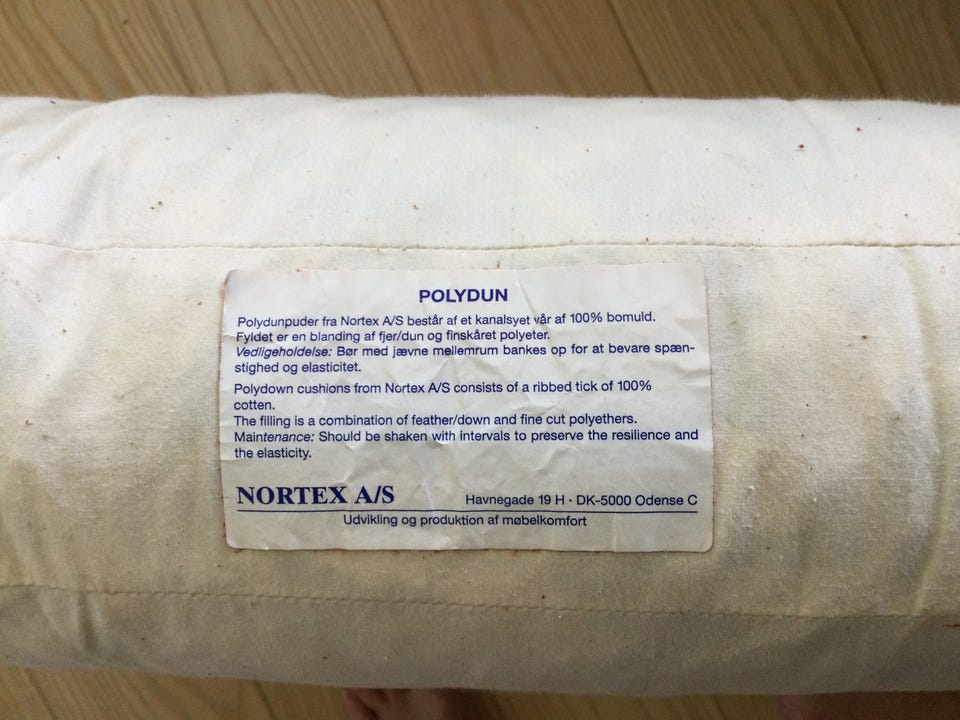 POLYDUN
Polydunpuder fra Nortex A/S består af et kanalsyet vår af 100% bomuld.
Fyldet er en blanding af fjer/dun og finskåret polyeter.
Vedligeholdelse: Bør med jævne mellemrum bankes op for at bevare spæn-
stighed og elasticitet.
Polydown cushions from Nortex A/S consists of a ribbed tick of 100%
cotten.
The filling is a combination of feather/down and fine cut polyethers.
Maintenance: Should be shaken with intervals to preserve the resilience and
the elasticity.
NORTEX A/S Havnegade 19 H · DK-5000 Odense C
Udvikling og produktion af møbelkomfort